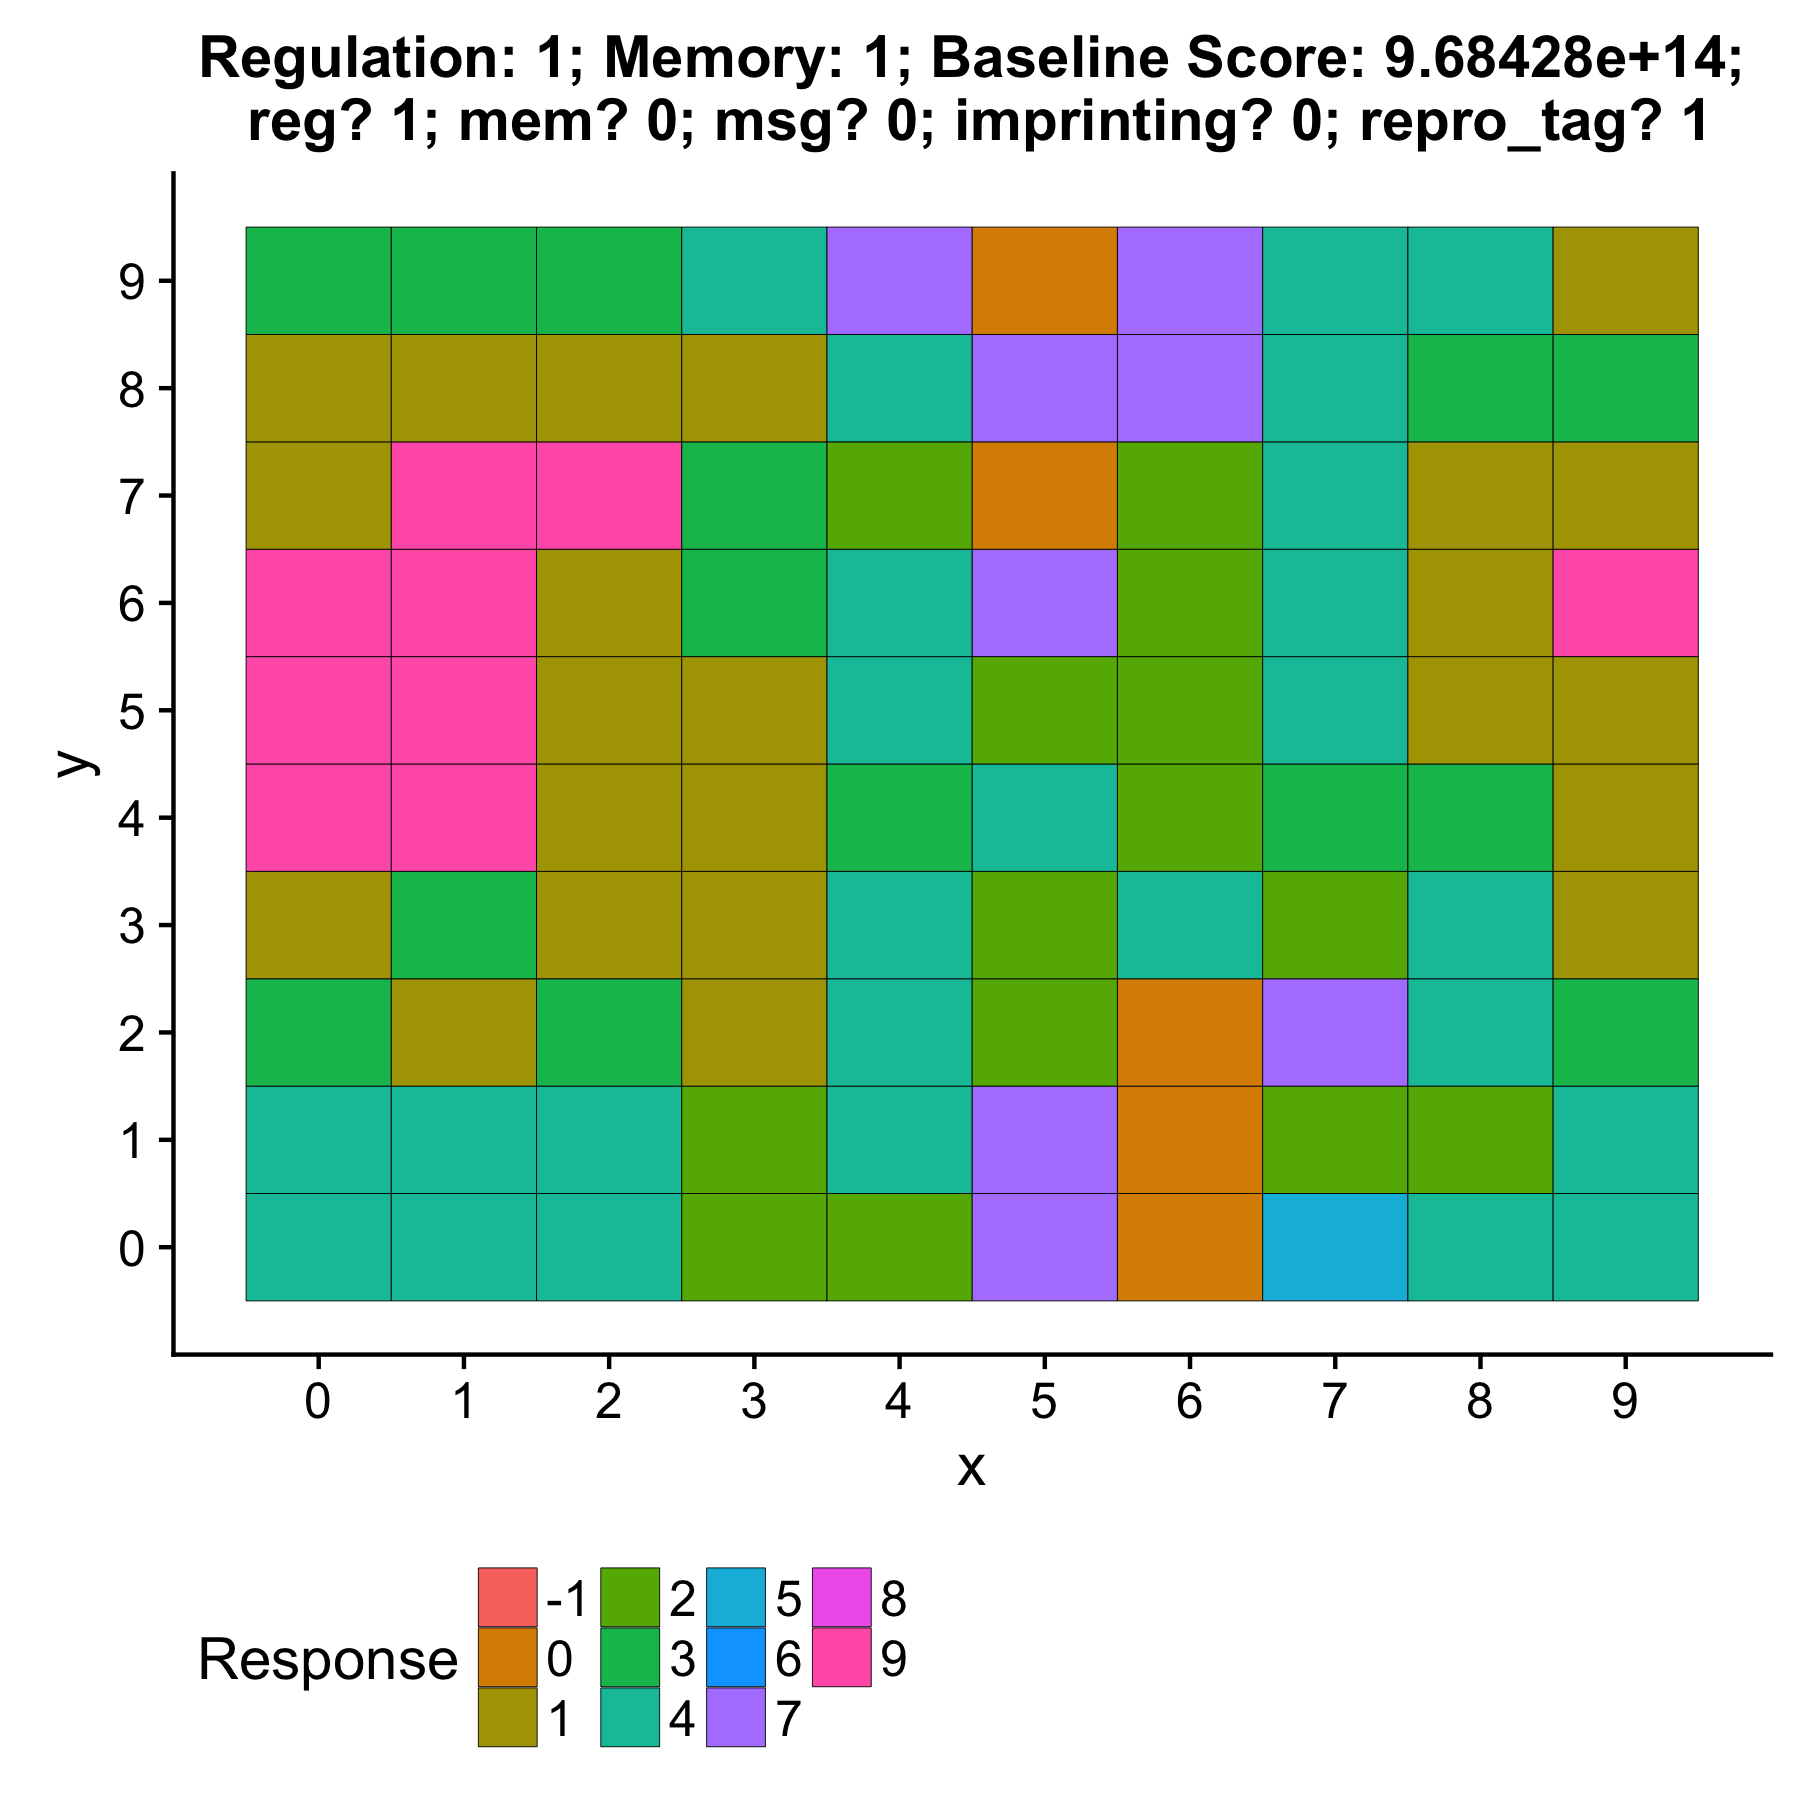 Regulation: 1; Memory: 1; Baseline Score: 9.68428e+14;
reg? 1; mem? 0; msg? 0; imprinting? 0; repro_tag? 1
9
8
7
6
5
4
3
2
1
0
y
0 1 2 3 4 5 6 7 8 9
x
Response
-1 2 5 8
0 3 6 9
1 4 7